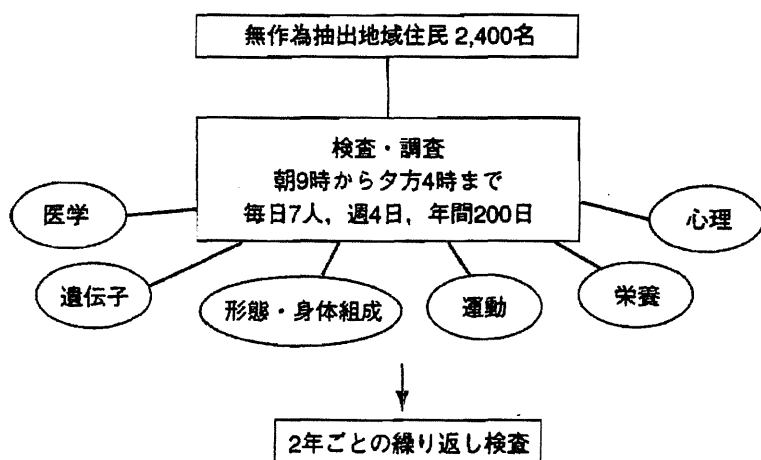 無作為抽出地域住民 2,400名
検査・調査
朝9時から夕方4時まで
毎日7人，週4日，年間200日
医学
心理
遺伝子
形態・身体組成
運動
栄養
2年ごとの繰り返し検査